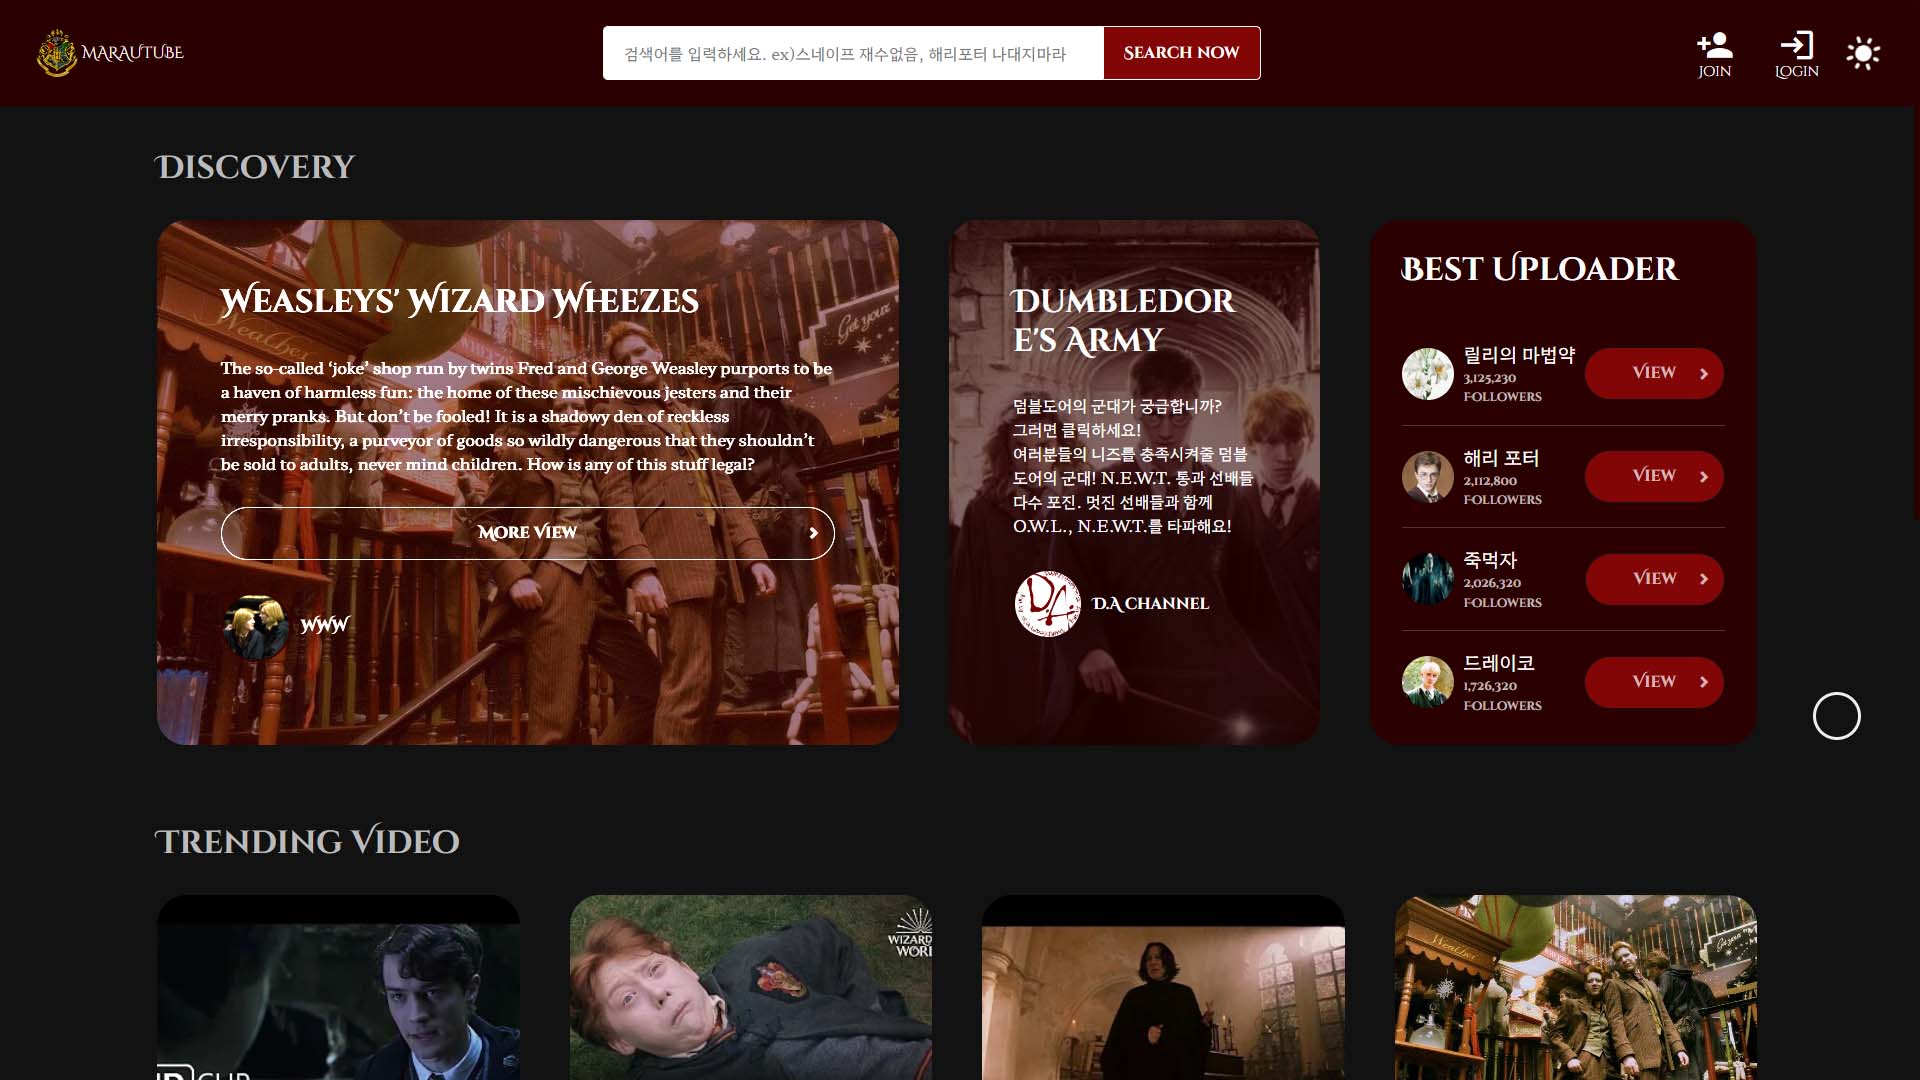 MARAUTUBE
검색어를 입력하세요. ex)스네이프 재수없음, 해리포터 나대지마라
SEARCH NOW
JOIN
LOGIN
DISCOVERY
WEASLEYS' WIZARD WHEEZES
The so-called ‘joke’ shop run by twins Fred and George Weasley purports to be
a haven of harmless fun: the home of these mischievous jesters and their
merry pranks. But don’t be fooled! It is a shadowy den of reckless
irresponsibility, a purveyor of goods so wildly dangerous that they shouldn’t
be sold to adults, never mind children. How is any of this stuff legal?
MORE VIEW
WWW
Get your
DUMBLEDOR
E'S ARMY
덤블도어의 군대가 궁금합니까?
그러면 클릭하세요!
여러분들의 니즈를 충족시켜줄 덤블
도어의 군대! N.E.W.T. 통과 선배들
다수 포진. 멋진 선배들과 함께
O.W.L., N.E.W.T.를 타파해요!
D.A.
D.A CHANNEL
BEST UPLOADER
릴리의 마법약
3,125,230
FOLLOWERS
VIEW
해리 포터
2,112,800
FOLLOWERS
VIEW
죽먹자
2,026,320
FOLLOWERS
VIEW
드레이코
1,726,320
FOLLOWERS
VIEW
TRENDING VIDEO
WIZARD
WORL